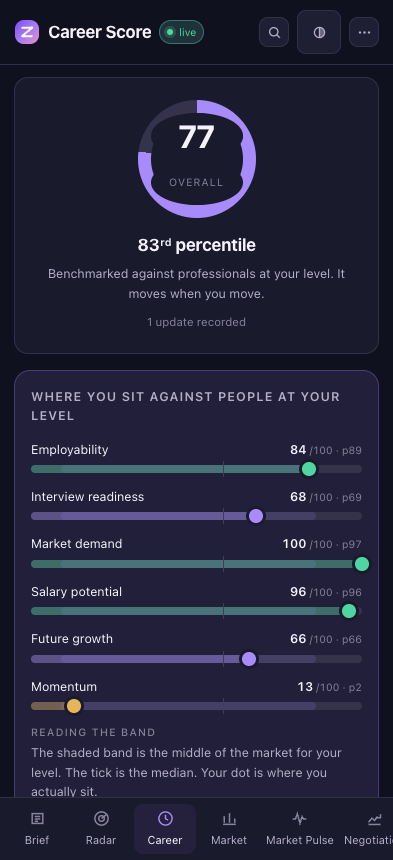 Career Score
live
77
OVERALL
83rd percentile
Benchmarked against professionals at your level. It
moves when you move.
1 update recorded
WHERE YOU SIT AGAINST PEOPLE AT YOUR
LEVEL
Employability 84 /100 · p89
Interview readiness 68 /100 · p69
Market demand 100 /100 · p97
Salary potential 96 /100 · p96
Future growth 66 /100 · p66
Momentum 13 /100 · p2
READING THE BAND
The shaded band is the middle of the market for your
level. The tick is the median. Your dot is where you
actually sit.
Brief Radar Career Market Market Pulse Negotiati